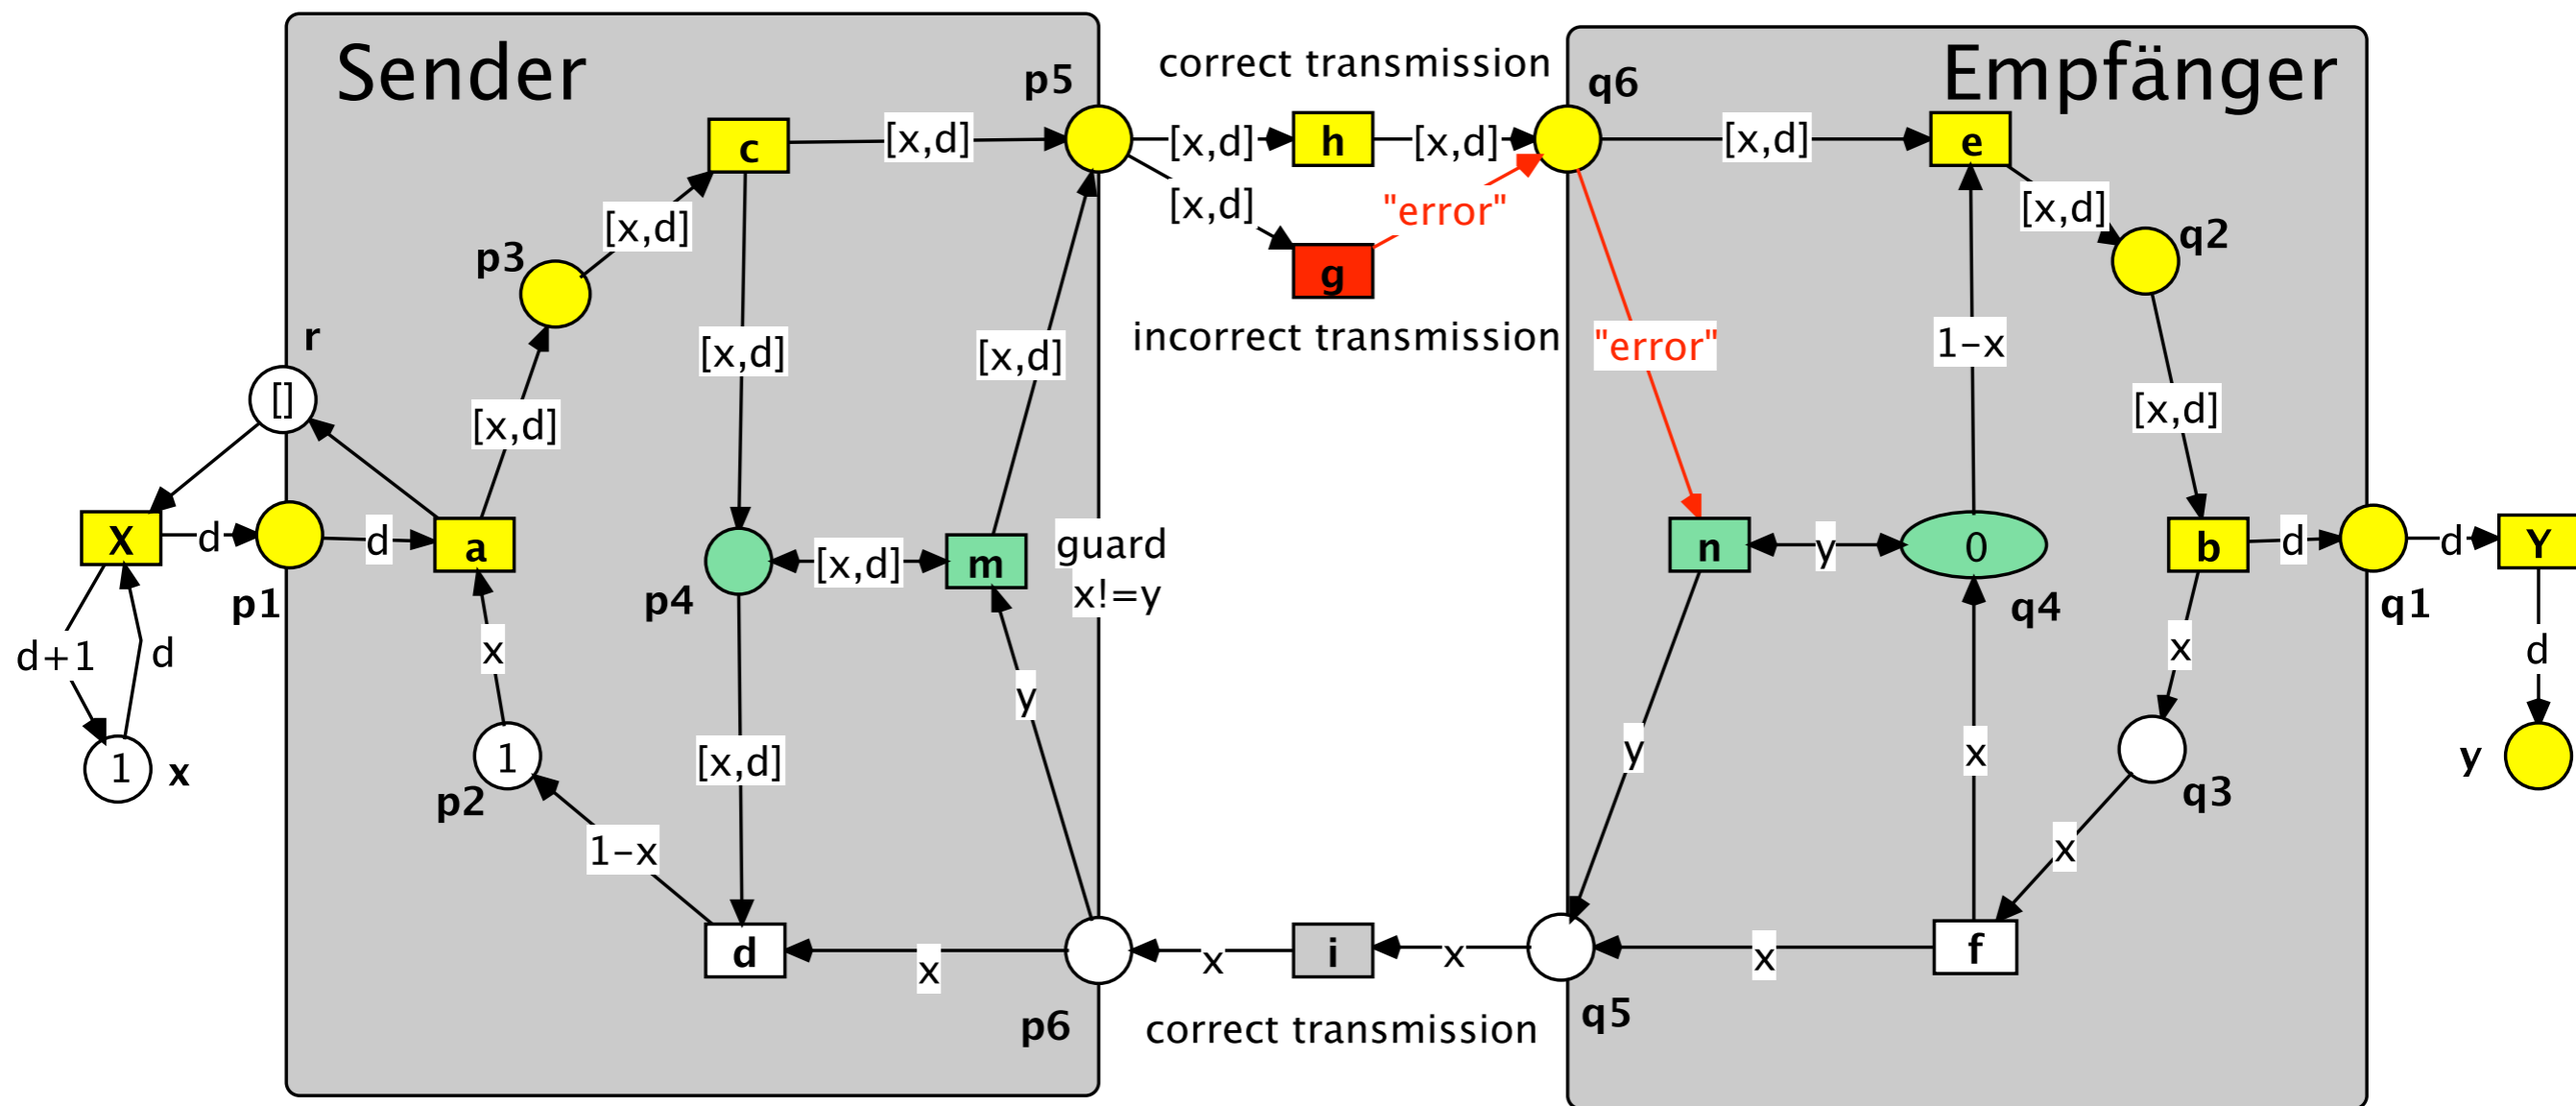 Sender
Empfänger
correct transmission
p5
q6
c
[x,d]
[x,d]
h
[x,d]
[x,d]
e
[x,d]
"error"
[x,d]
p3
[x,d]
q2
g
r
[x,d]
[x,d]
incorrect transmission
"error"
1-x
[]
[x,d]
[x,d]
X
d
d
a
[x,d]
m
guard
x!=y
n
y
0
b
d
d
Y
p1
p4
q4
q1
d+1
d
x
y
x
d
1
x
1
p2
[x,d]
y
x
q3
y
1-x
x
d
x
x
i
x
x
f
p6
correct transmission
q5